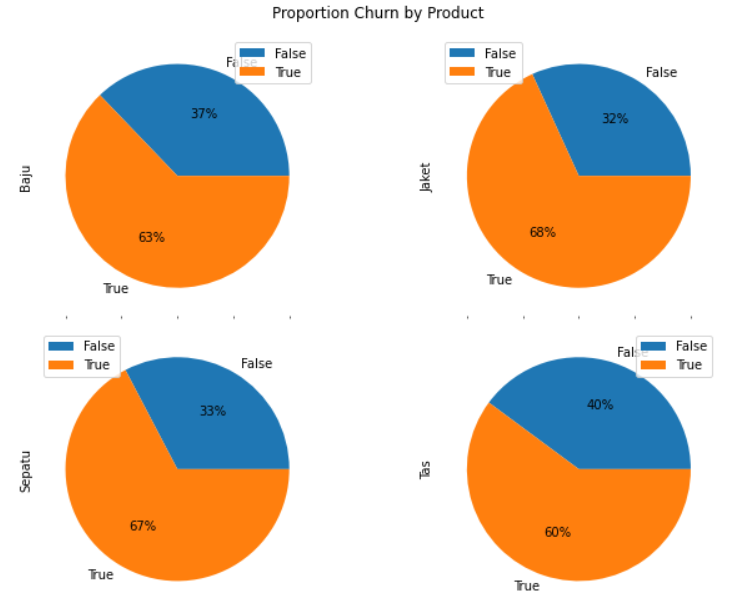 Proportion Churn by Product
False
False
True
37%
63%
True
Baju
False
True
False
32%
68%
True
Jaket
False
True
False
33%
67%
True
Sepatu
False
False
True
40%
60%
True
Tas